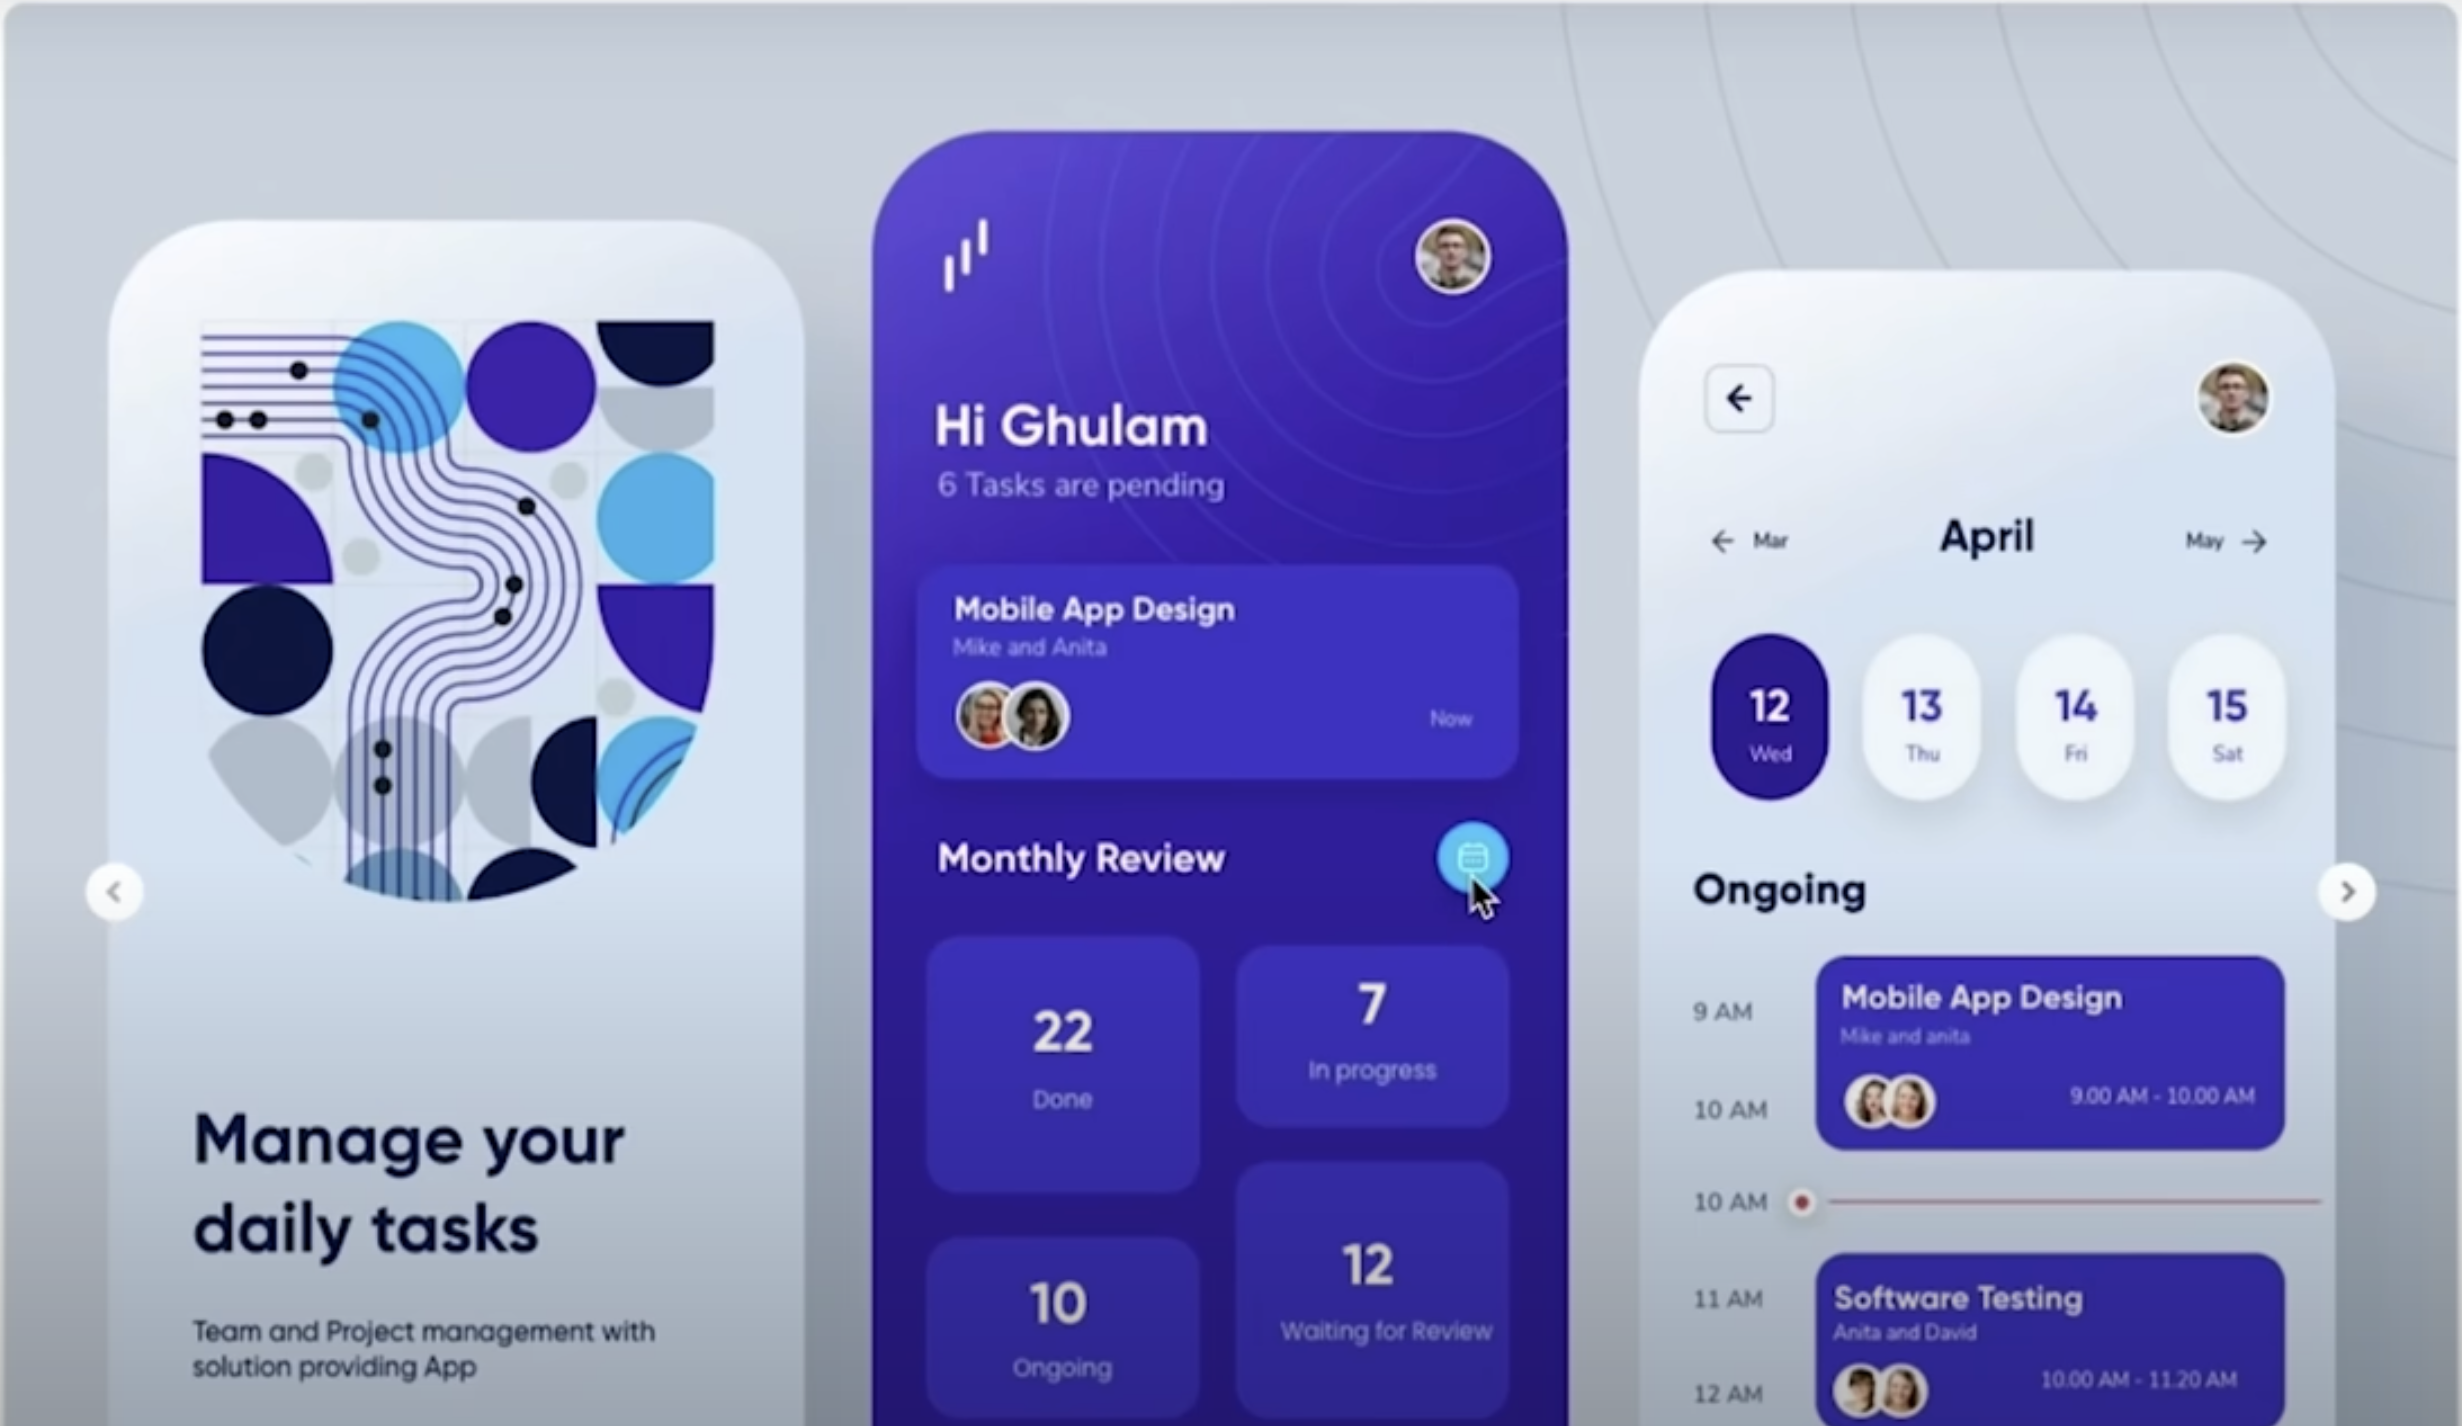 Manage your
daily tasks
Team and Project management with
solution providing App
Hi Ghulam
6 Tasks are pending
Mobile App Design
Mike and Anita
Now
Monthly Review
22
Done
7
In progress
10
Ongoing
12
Waiting for Review
Mar
April
May
12
Wed
13
Thu
14
Fri
15
Sat
Ongoing
9 AM
Mobile App Design
Mike and anita
9.00 AM - 10.00 AM
10 AM
10 AM
11 AM
Software Testing
Anita and David
10.00 AM - 11.20 AM
12 AM